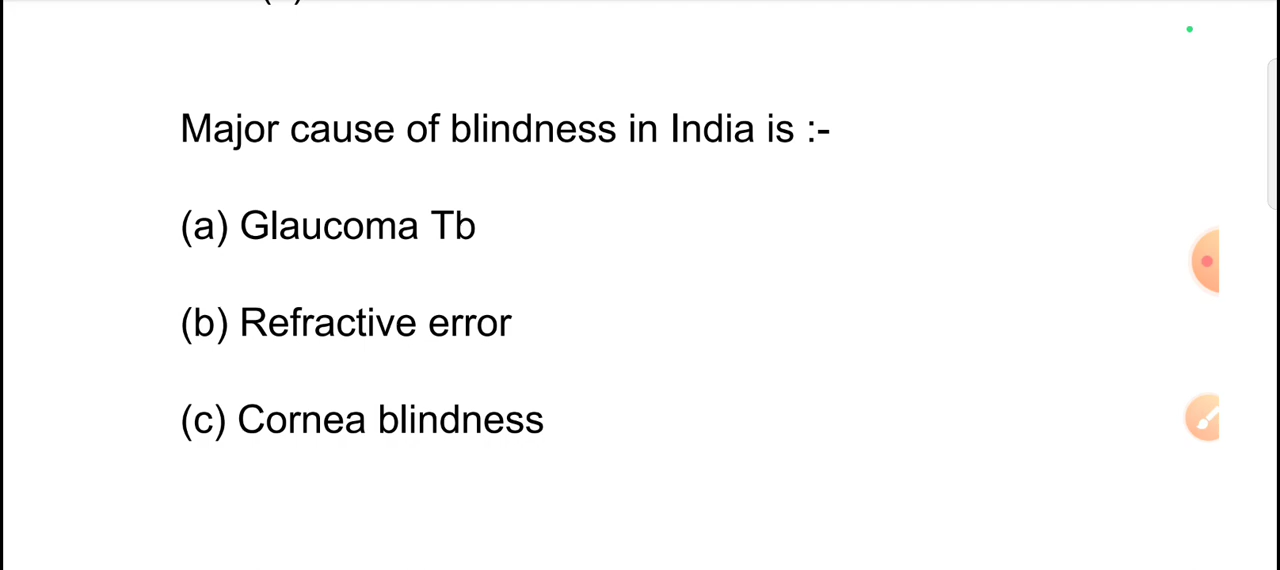 Major cause of blindness in India is :-
(a) Glaucoma Tb
(b) Refractive error
(c) Cornea blindness